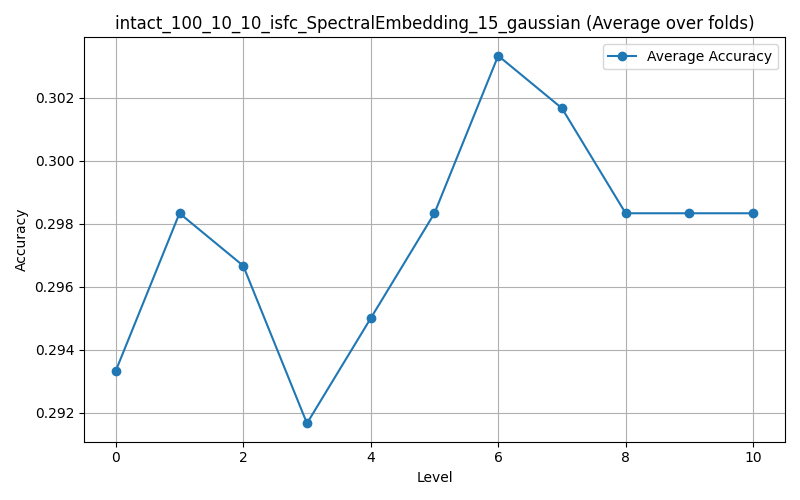 intact_100_10_10_isfc_SpectralEmbedding_15_gaussian (Average over folds)
Average Accuracy
0.302
0.300
0.298
0.296
0.294
0.292
Accuracy
0 2 4 6 8 10
Level